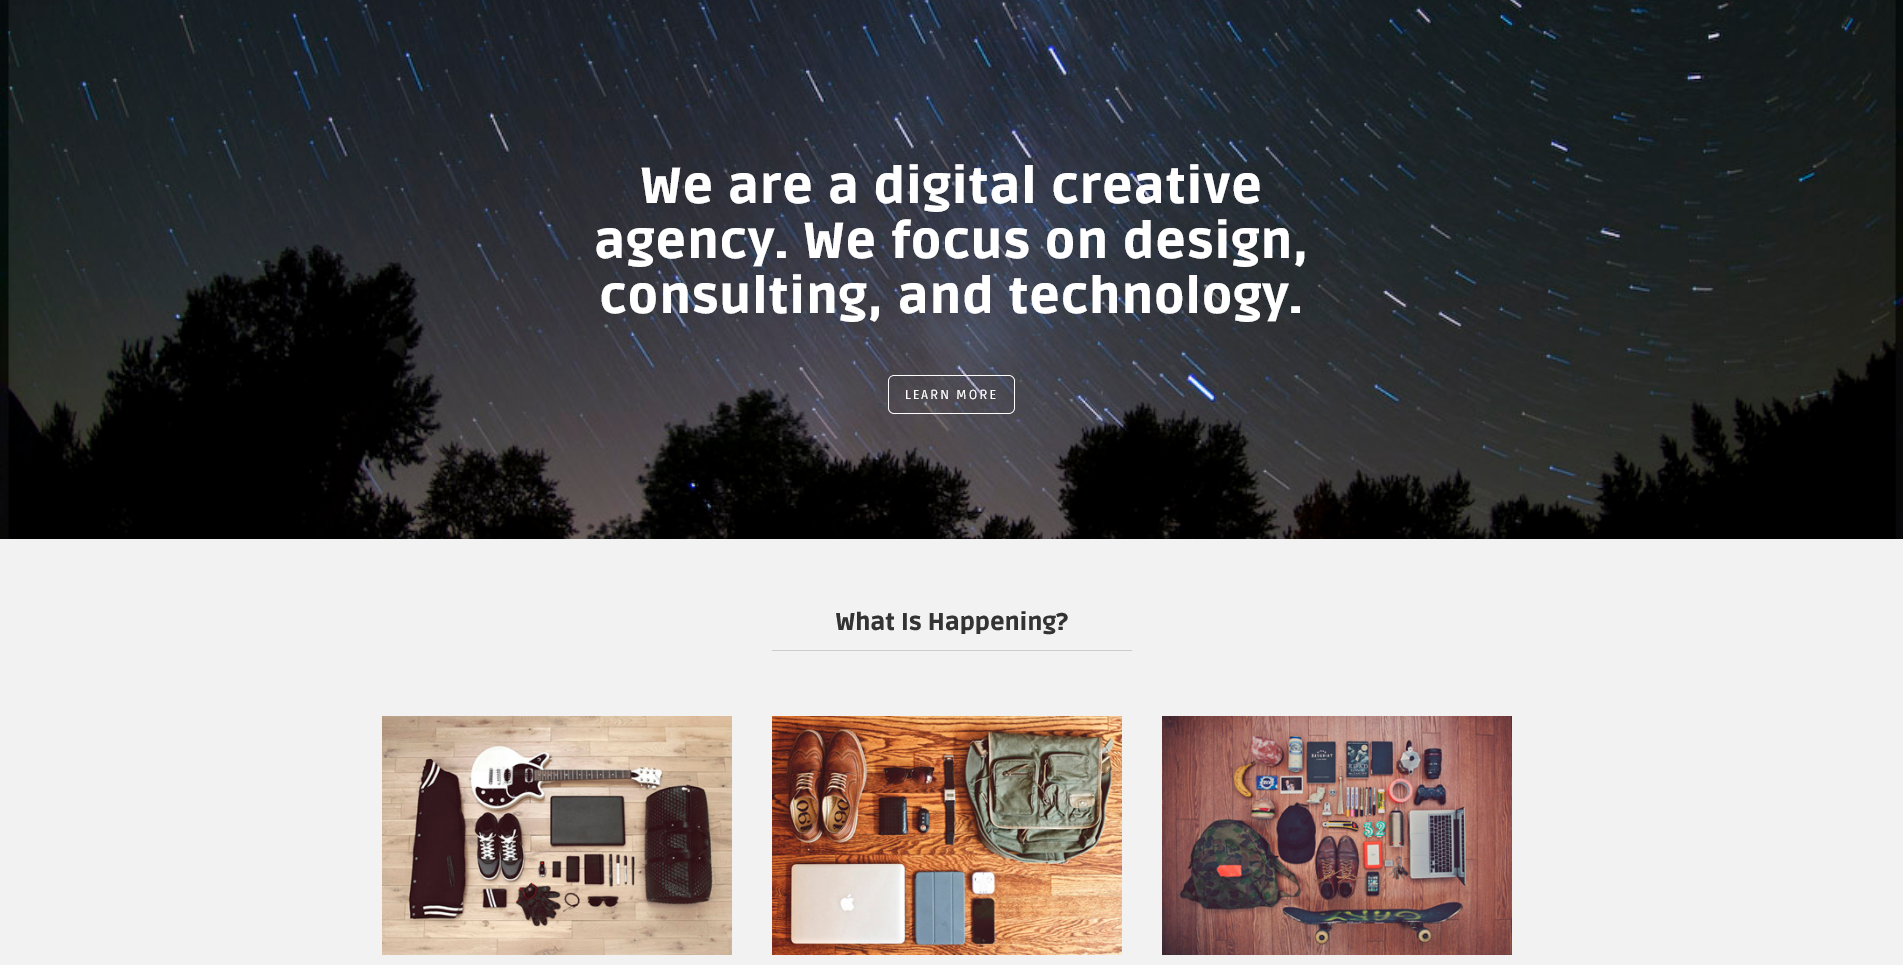 We are a digital creative
agency. We focus on design,
consulting, and technology.
LEARN MORE
What Is Happening?